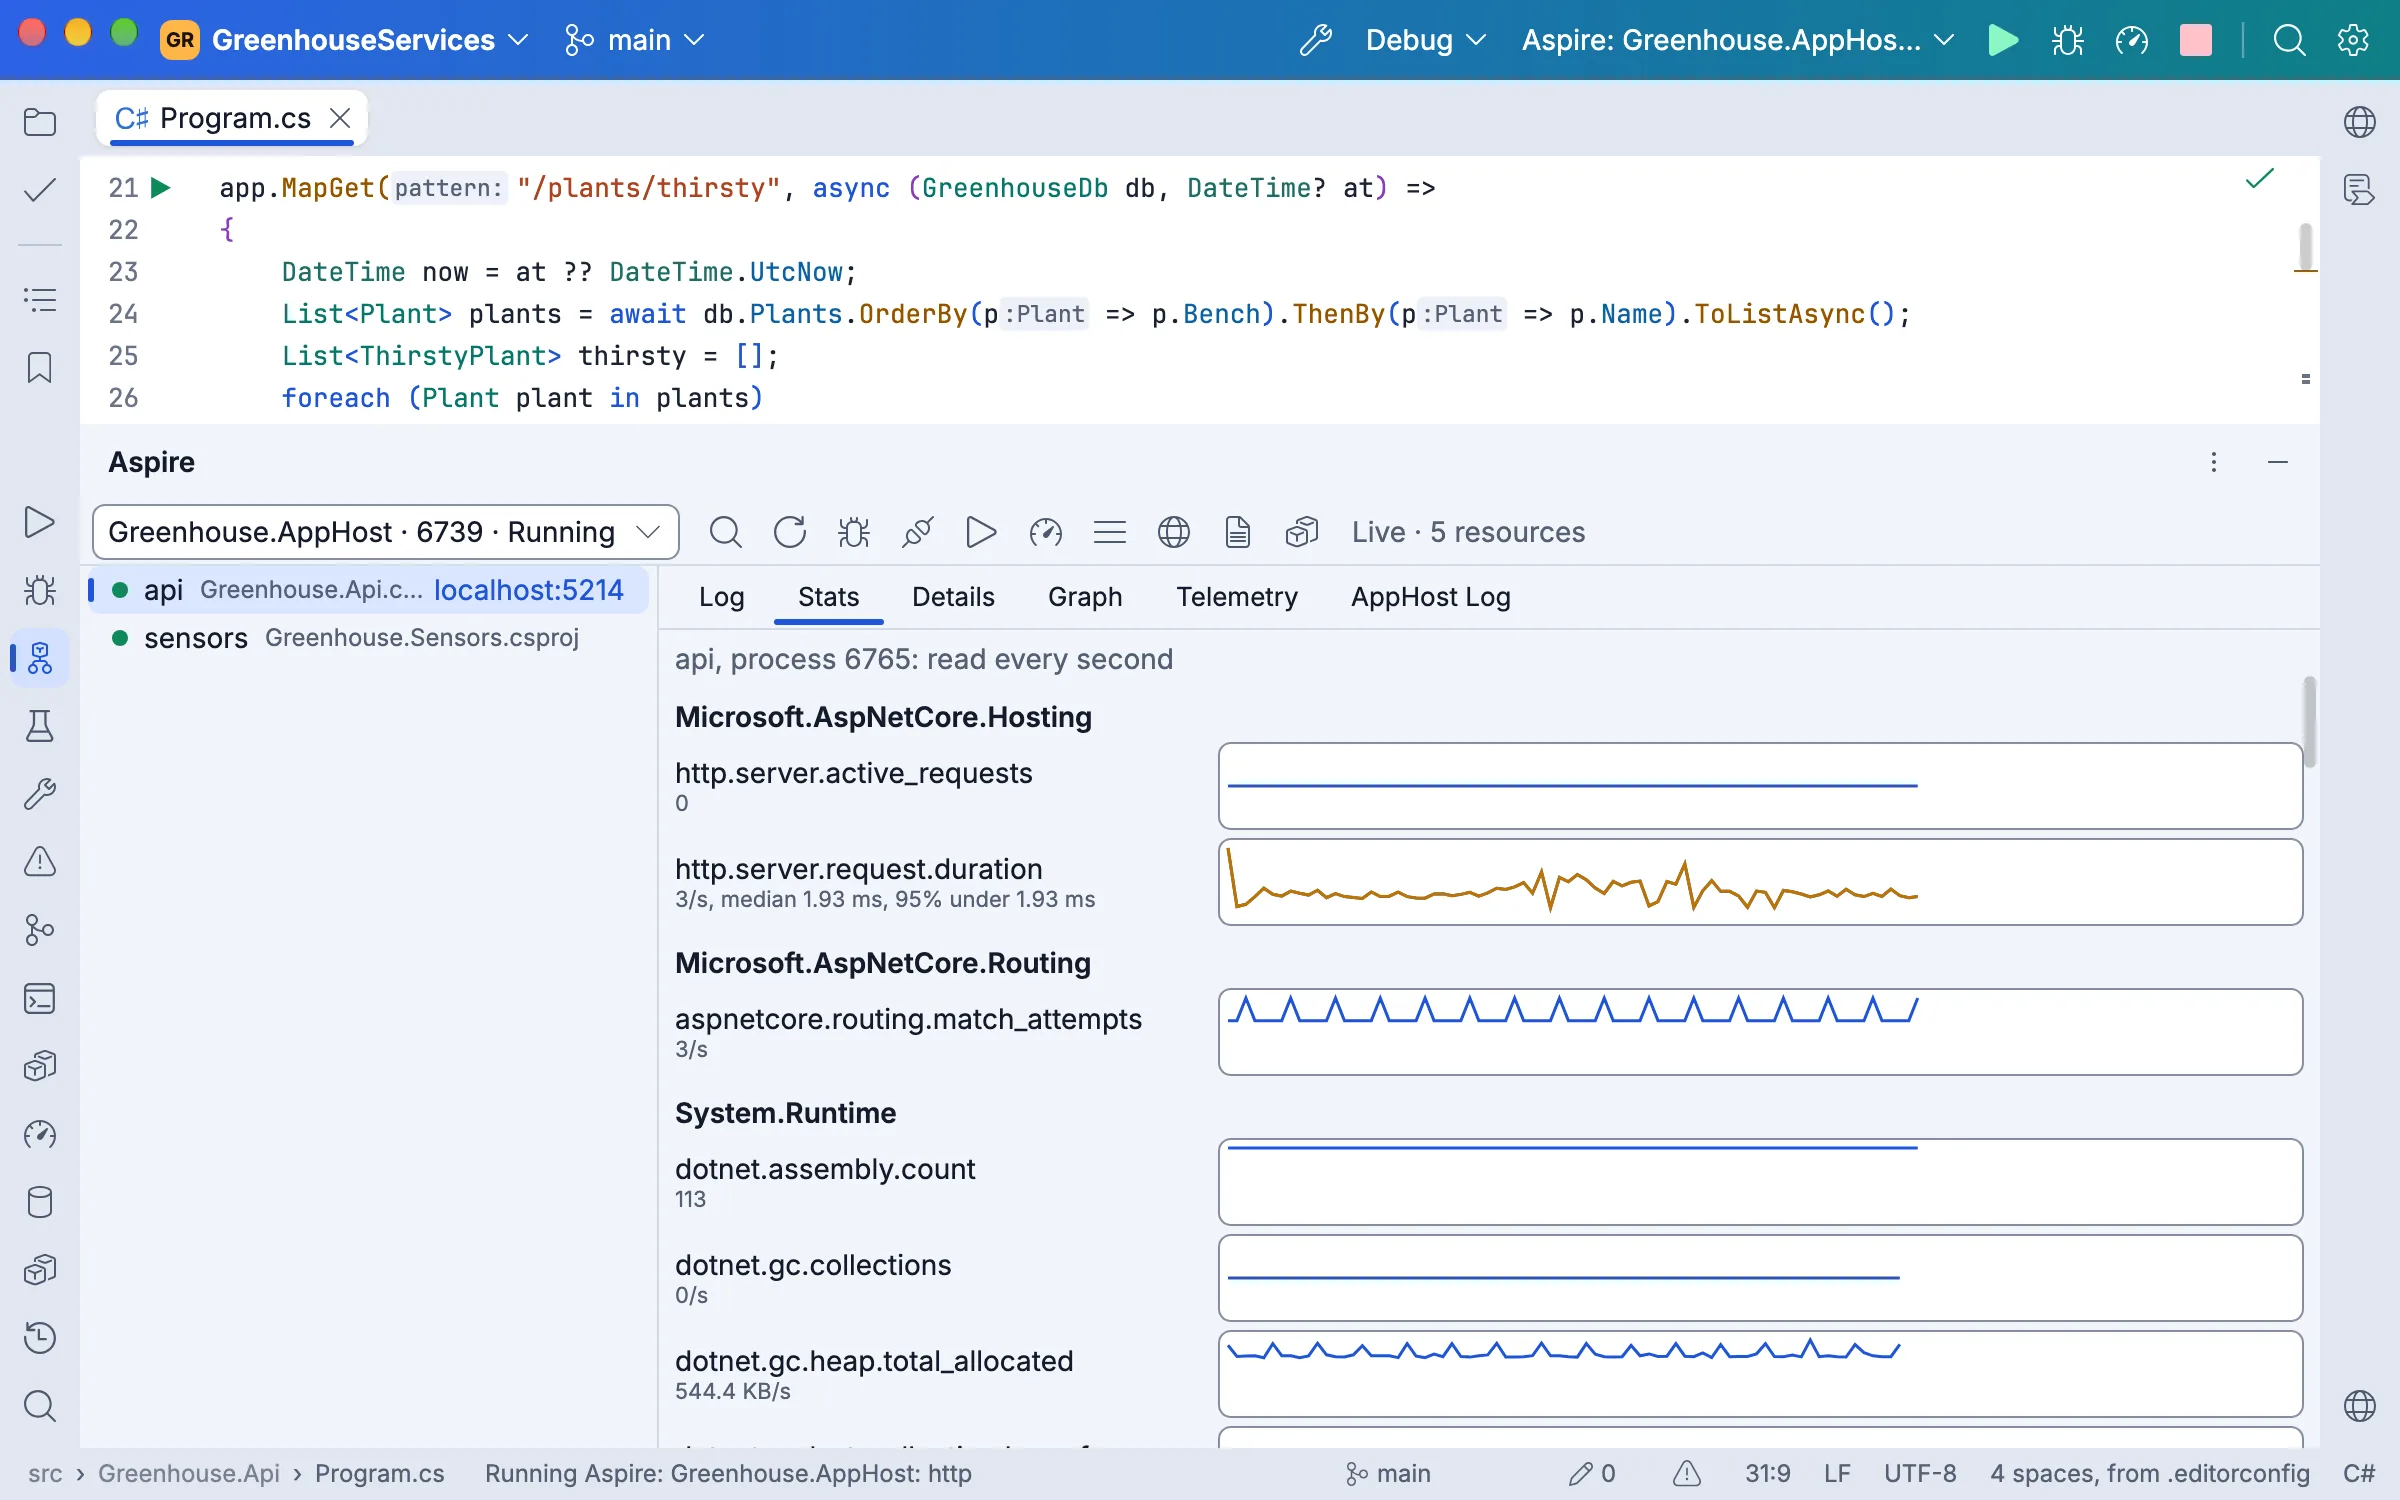 GR GreenhouseServices main Debug Aspire: Greenhouse.AppHos...
C# Program.cs
21 app.MapGet( pattern: "/plants/thirsty", async (GreenhouseDb db, DateTime? at) =>
22 {
23 DateTime now = at ?? DateTime.UtcNow;
24 List<Plant> plants = await db.Plants.OrderBy(p :Plant => p.Bench).ThenBy(p :Plant => p.Name).ToListAsync();
25 List<ThirstyPlant> thirsty = [];
26 foreach (Plant plant in plants)
Aspire
Greenhouse.AppHost · 6739 · Running Live · 5 resources
api Greenhouse.Api.c... localhost:5214
sensors Greenhouse.Sensors.csproj
Log Stats Details Graph Telemetry AppHost Log
api, process 6765: read every second
Microsoft.AspNetCore.Hosting
http.server.active_requests
0
http.server.request.duration
3/s, median 1.93 ms, 95% under 1.93 ms
Microsoft.AspNetCore.Routing
aspnetcore.routing.match_attempts
3/s
System.Runtime
dotnet.assembly.count
113
dotnet.gc.collections
0/s
dotnet.gc.heap.total_allocated
544.4 KB/s
src › Greenhouse.Api › Program.cs Running Aspire: Greenhouse.AppHost: http main 0 31:9 LF UTF-8 4 spaces, from .editorconfig C#